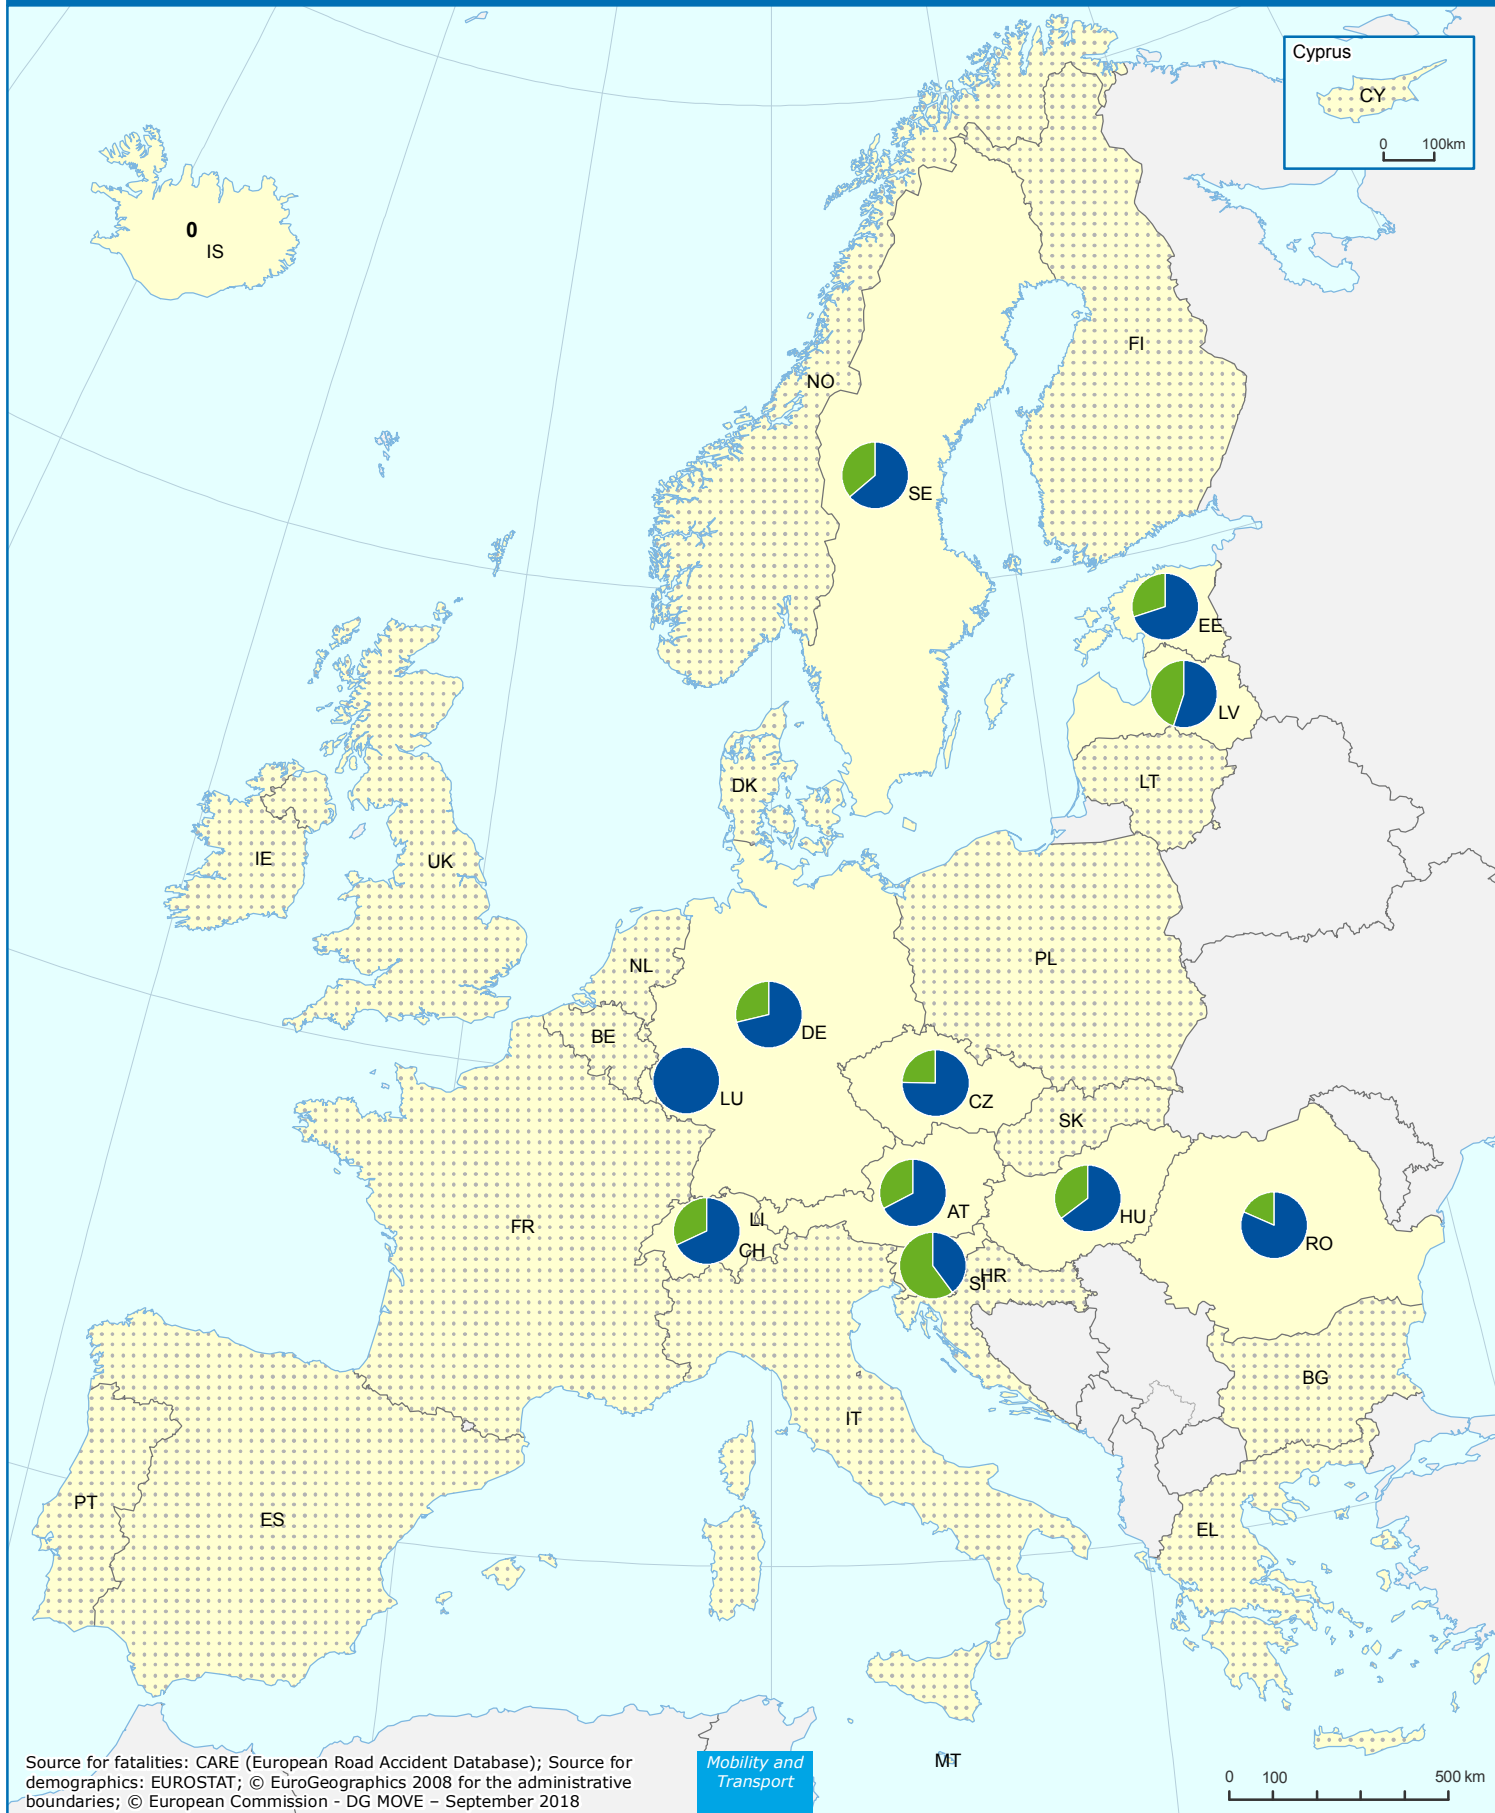 Cyprus
CY
0 100km
0
IS
FI
NO
SE
EE
LV
LT
DK
IE
UK
NL
PL
BE
DE
LU
CZ
SK
AT
HU
LI
CH
FR
RO
SI
HR
BG
IT
PT
ES
EL
MT
Source for fatalities: CARE (European Road Accident Database); Source for
demographics: EUROSTAT; © EuroGeographics 2008 for the administrative
boundaries; © European Commission - DG MOVE – September 2018
Mobility and
Transport
0 100 500 km